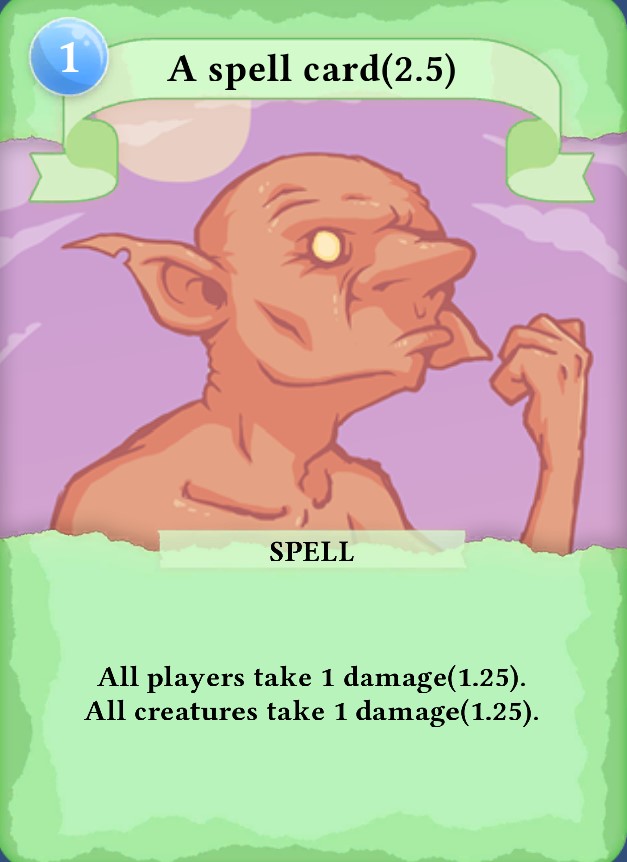 1
A spell card(2.5)
SPELL
All players take 1 damage(1.25).
All creatures take 1 damage(1.25).